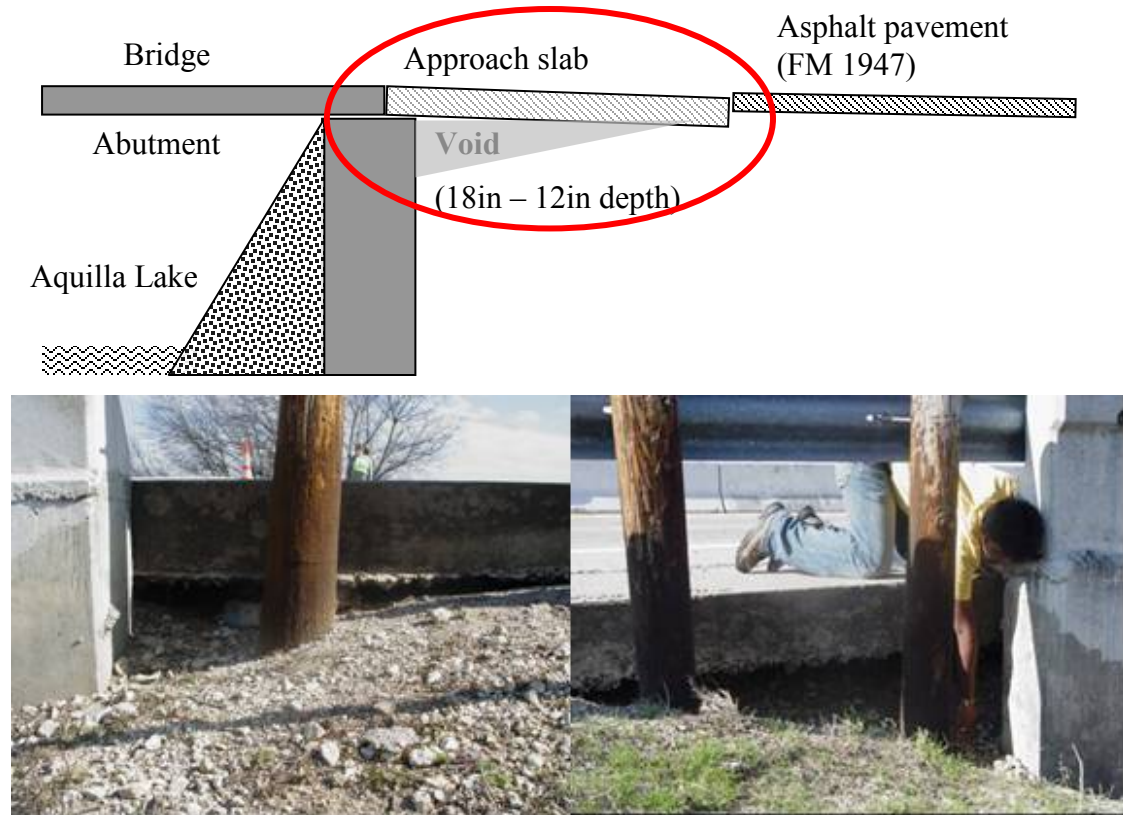 Bridge
Approach slab
Asphalt pavement
(FM 1947)
Abutment
Void
(18in – 12in depth)
Aquilla Lake